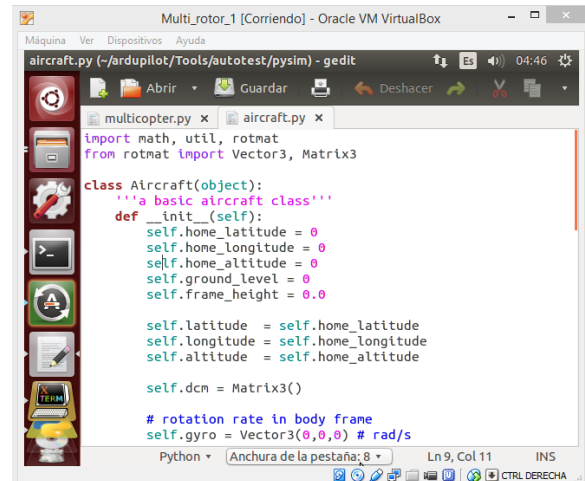 Multi_rotor_1 [Corriendo] - Oracle VM VirtualBox
Máquina Ver Dispositivos Ayuda
aircraft.py (~/ardupilot/Tools/autotest/pysim) - gedit Es 04:46
Abrir Guardar Deshacer
multicopter.py x aircraft.py x
import math, util, rotmat
from rotmat import Vector3, Matrix3
class Aircraft(object):
'''a basic aircraft class'''
def __init__(self):
self.home_latitude = 0
self.home_longitude = 0
self.home_altitude = 0
self.ground_level = 0
self.frame_height = 0.0
self.latitude  = self.home_latitude
self.longitude = self.home_longitude
self.altitude  = self.home_altitude
self.dcm = Matrix3()
# rotation rate in body frame
self.gyro = Vector3(0,0,0) # rad/s
XTERM
Python Anchura de la pestaña: 8 Ln 9, Col 11 INS
CTRL DERECHA